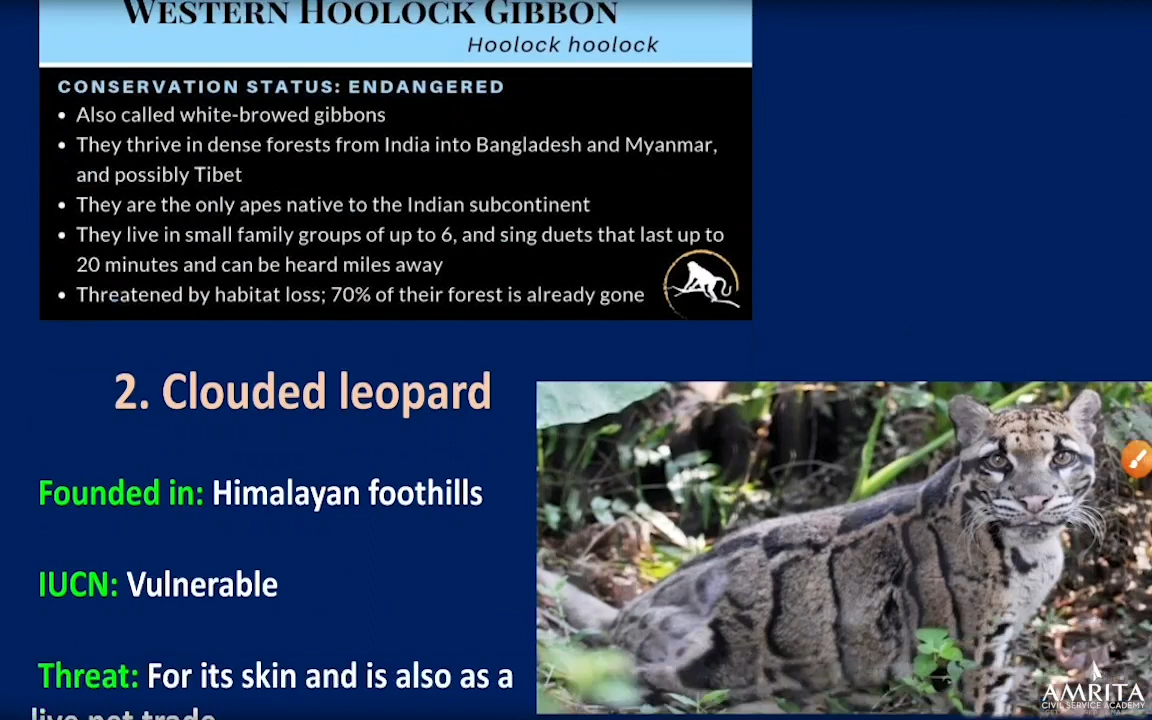 WESTERN HOOLOCK GIBBON
Hoolock hoolock
CONSERVATION STATUS: ENDANGERED
• Also called white-browed gibbons
• They thrive in dense forests from India into Bangladesh and Myanmar,
and possibly Tibet
• They are the only apes native to the Indian subcontinent
• They live in small family groups of up to 6, and sing duets that last up to
20 minutes and can be heard miles away
• Threatened by habitat loss; 70% of their forest is already gone
2. Clouded leopard
Founded in: Himalayan foothills
IUCN: Vulnerable
Threat: For its skin and is also as a
live pet trade
AMRITA
CIVIL SERVICE ACADEMY